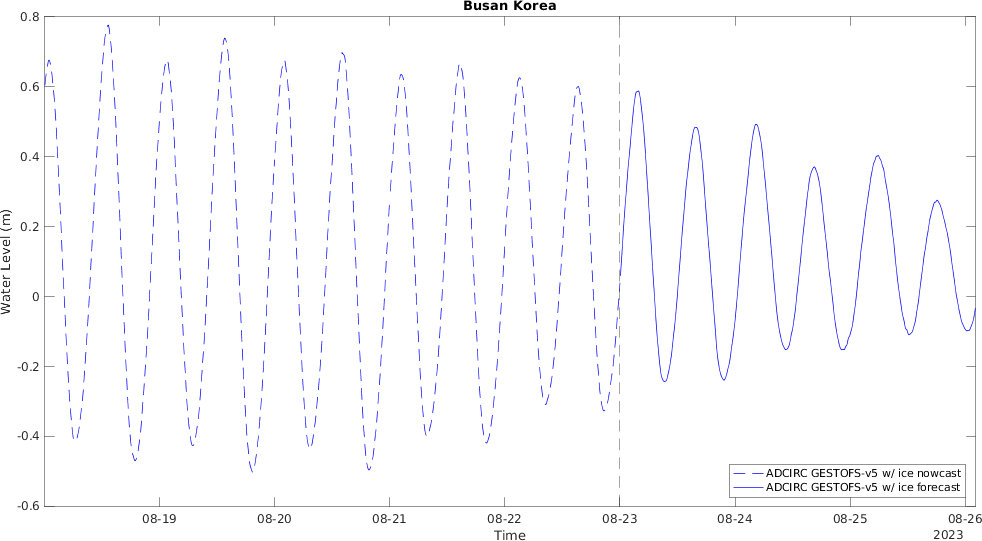 Busan Korea
0.8
0.6
0.4
0.2
0
-0.2
-0.4
-0.6
Water Level (m)
ADCIRC GESTOFS-v5 w/ ice nowcast
ADCIRC GESTOFS-v5 w/ ice forecast
08-19 08-20 08-21 08-22 08-23 08-24 08-25 08-26
Time
2023